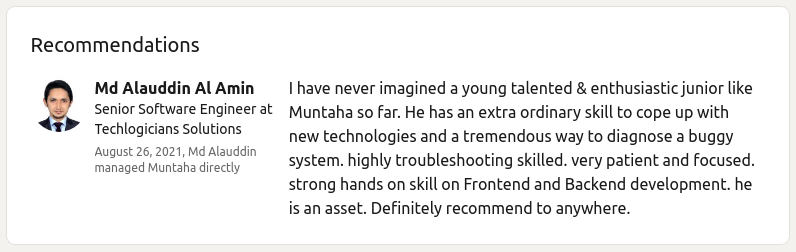 Recommendations
Md Alauddin Al Amin
Senior Software Engineer at
Techlogicians Solutions
August 26, 2021, Md Alauddin
managed Muntaha directly
I have never imagined a young talented & enthusiastic junior like
Muntaha so far. He has an extra ordinary skill to cope up with
new technologies and a tremendous way to diagnose a buggy
system. highly troubleshooting skilled. very patient and focused.
strong hands on skill on Frontend and Backend development. he
is an asset. Definitely recommend to anywhere.